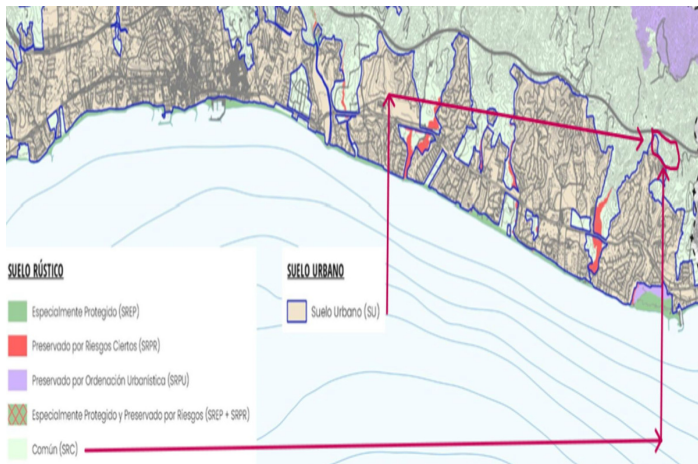 SUELO RÚSTICO
Especialmente Protegido (SREP)
Preservado por Riesgos Ciertos (SRPR)
Preservado por Ordenación Urbanística (SRPU)
Especialmente Protegido y Preservado por Riesgos (SREP + SRPR)
Común (SRC)
SUELO URBANO
Suelo Urbano (SU)